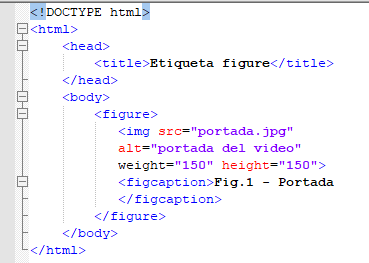 <!DOCTYPE html>
<html>
<head>
<title>Etiqueta figure</title>
</head>
<body>
<figure>
<img src="portada.jpg"
alt="portada del video"
weight="150" height="150">
<figcaption>Fig.1 - Portada
</figcaption>
</figure>
</body>
</html>